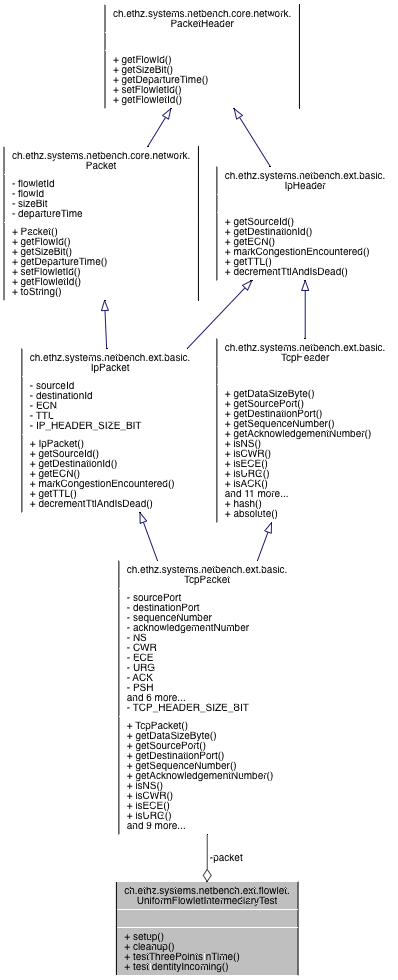 ch.ethz.systems.netbench.core.network.
PacketHeader
+ getFlowId()
+ getSizeBit()
+ getDepartureTime()
+ setFlowletId()
+ getFlowletId()
ch.ethz.systems.netbench.core.network.
Packet
- flowletId
- flowId
- sizeBit
- departureTime
+ Packet()
+ getFlowId()
+ getSizeBit()
+ getDepartureTime()
+ setFlowletId()
+ getFlowletId()
+ toString()
ch.ethz.systems.netbench.ext.basic.
IpHeader
+ getSourceId()
+ getDestinationId()
+ getECN()
+ markCongestionEncountered()
+ getTTL()
+ decrementTtlAndIsDead()
ch.ethz.systems.netbench.ext.basic.
IpPacket
- sourceId
- destinationId
- ECN
- TTL
- IP_HEADER_SIZE_BIT
+ IpPacket()
+ getSourceId()
+ getDestinationId()
+ getECN()
+ markCongestionEncountered()
+ getTTL()
+ decrementTtlAndIsDead()
ch.ethz.systems.netbench.ext.basic.
TcpHeader
+ getDataSizeByte()
+ getSourcePort()
+ getDestinationPort()
+ getSequenceNumber()
+ getAcknowledgementNumber()
+ isNS()
+ isCWR()
+ isECE()
+ isURG()
+ isACK()
and 11 more...
+ hash()
+ absolute()
ch.ethz.systems.netbench.ext.basic.
TcpPacket
- sourcePort
- destinationPort
- sequenceNumber
- acknowledgementNumber
- NS
- CWR
- ECE
- URG
- ACK
- PSH
and 6 more...
- TCP_HEADER_SIZE_BIT
+ TcpPacket()
+ getDataSizeByte()
+ getSourcePort()
+ getDestinationPort()
+ getSequenceNumber()
+ getAcknowledgementNumber()
+ isNS()
+ isCWR()
+ isECE()
+ isURG()
and 9 more...
-packet
ch.ethz.systems.netbench.ext.flowlet.
UniformFlowletIntermediaryTest
+ setup()
+ cleanup()
+ testThreePointsInTime()
+ testIdentityIncoming()